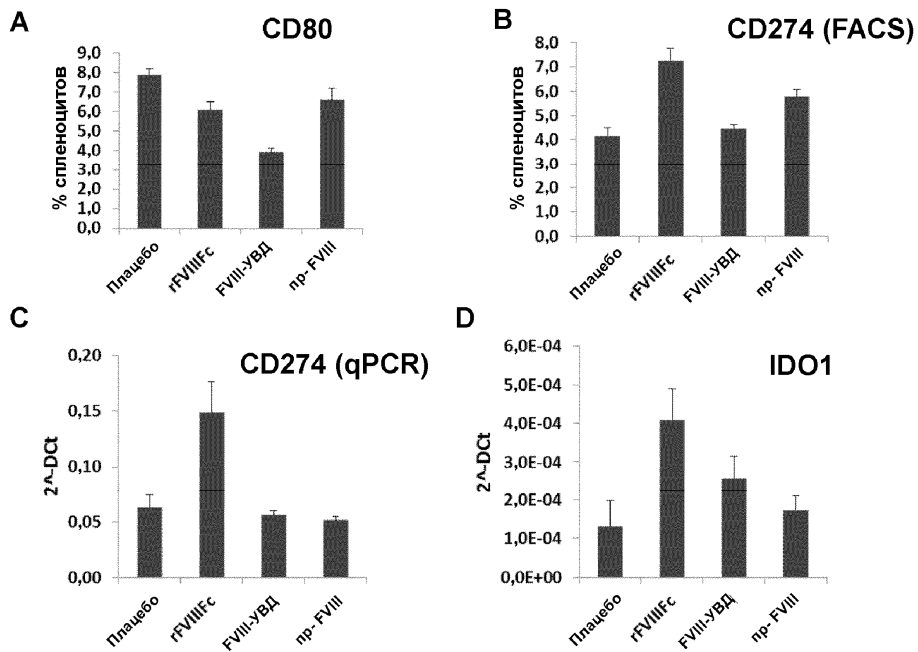 A
CD80
% спленоцитов
9,0
8,0
7,0
6,0
5,0
4,0
3,0
2,0
1,0
0,0
Плацебо
rFVIIIFc
FVIII-УВД
пр- FVIII
B
CD274 (FACS)
% спленоцитов
8,0
7,0
6,0
5,0
4,0
3,0
2,0
1,0
0,0
Плацебо
rFVIIIFc
FVIII-УВД
пр- FVIII
C
CD274 (qPCR)
2^-DCt
0,20
0,15
0,10
0,05
0,00
Плацебо
rFVIIIFc
FVIII-УВД
пр- FVIII
D
IDO1
2^-DCt
6,0E-04
5,0E-04
4,0E-04
3,0E-04
2,0E-04
1,0E-04
0,0E+00
Плацебо
rFVIIIFc
FVIII-УВД
пр- FVIII